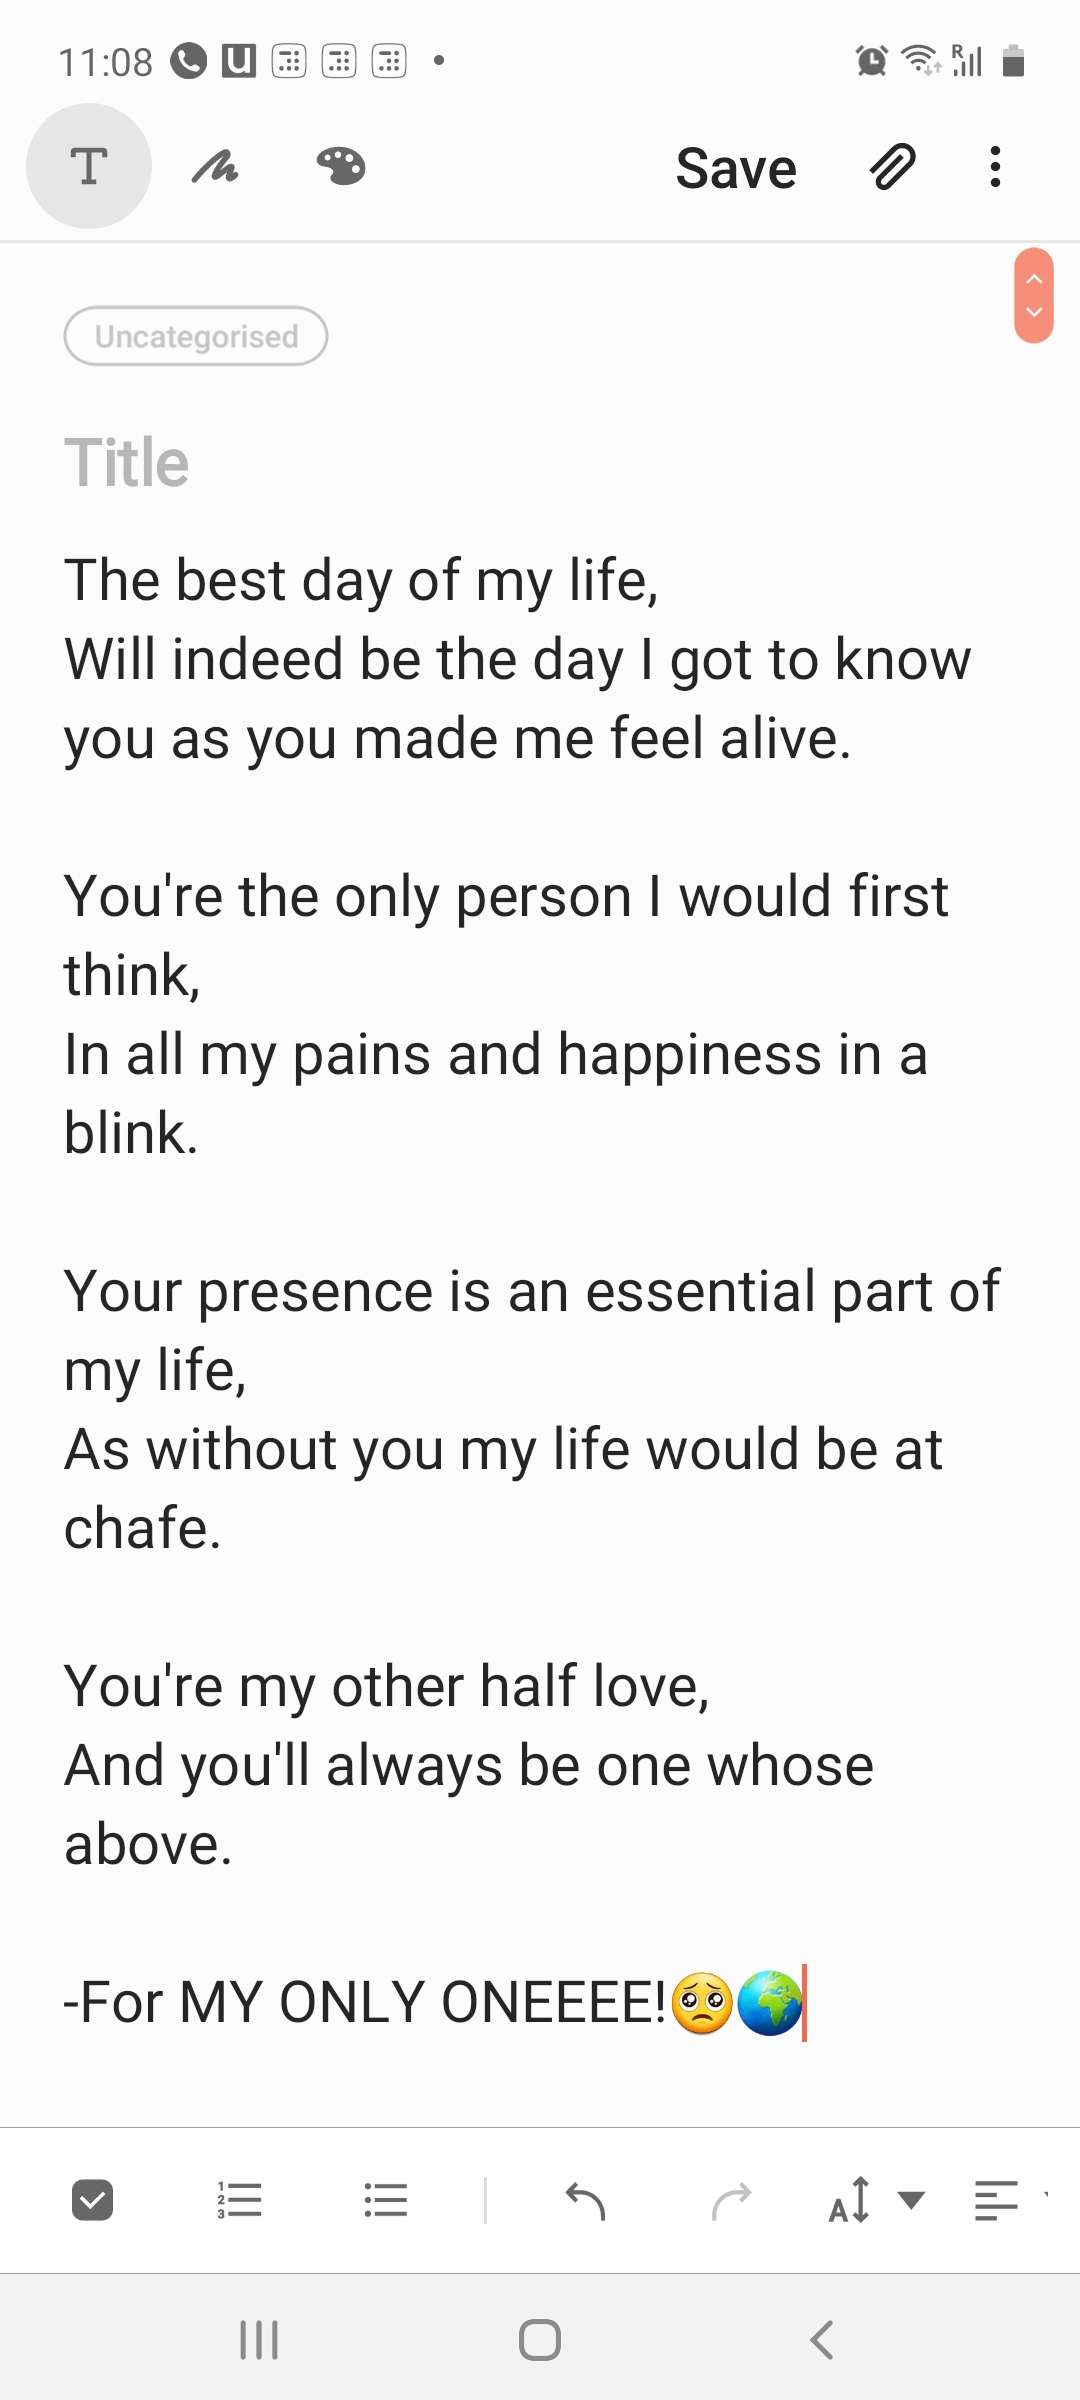 11:08
Save
Uncategorised
Title
The best day of my life,
Will indeed be the day I got to know
you as you made me feel alive.
You're the only person I would first
think,
In all my pains and happiness in a
blink.
Your presence is an essential part of
my life,
As without you my life would be at
chafe.
You're my other half love,
And you'll always be one whose
above.
-For MY ONLY ONEEEE!🥺🌍